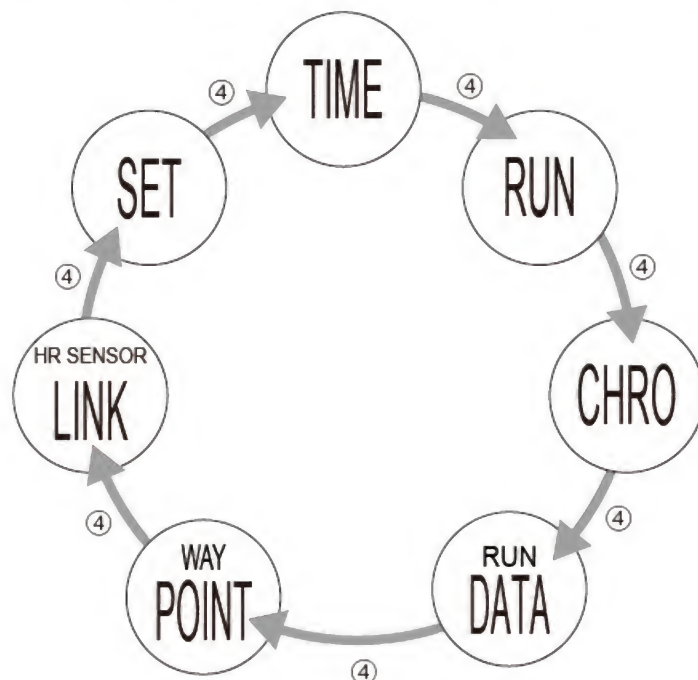 TIME
④
RUN
④
CHRO
④
RUN
DATA
④
WAY
POINT
④
HR SENSOR
LINK
④
SET
④